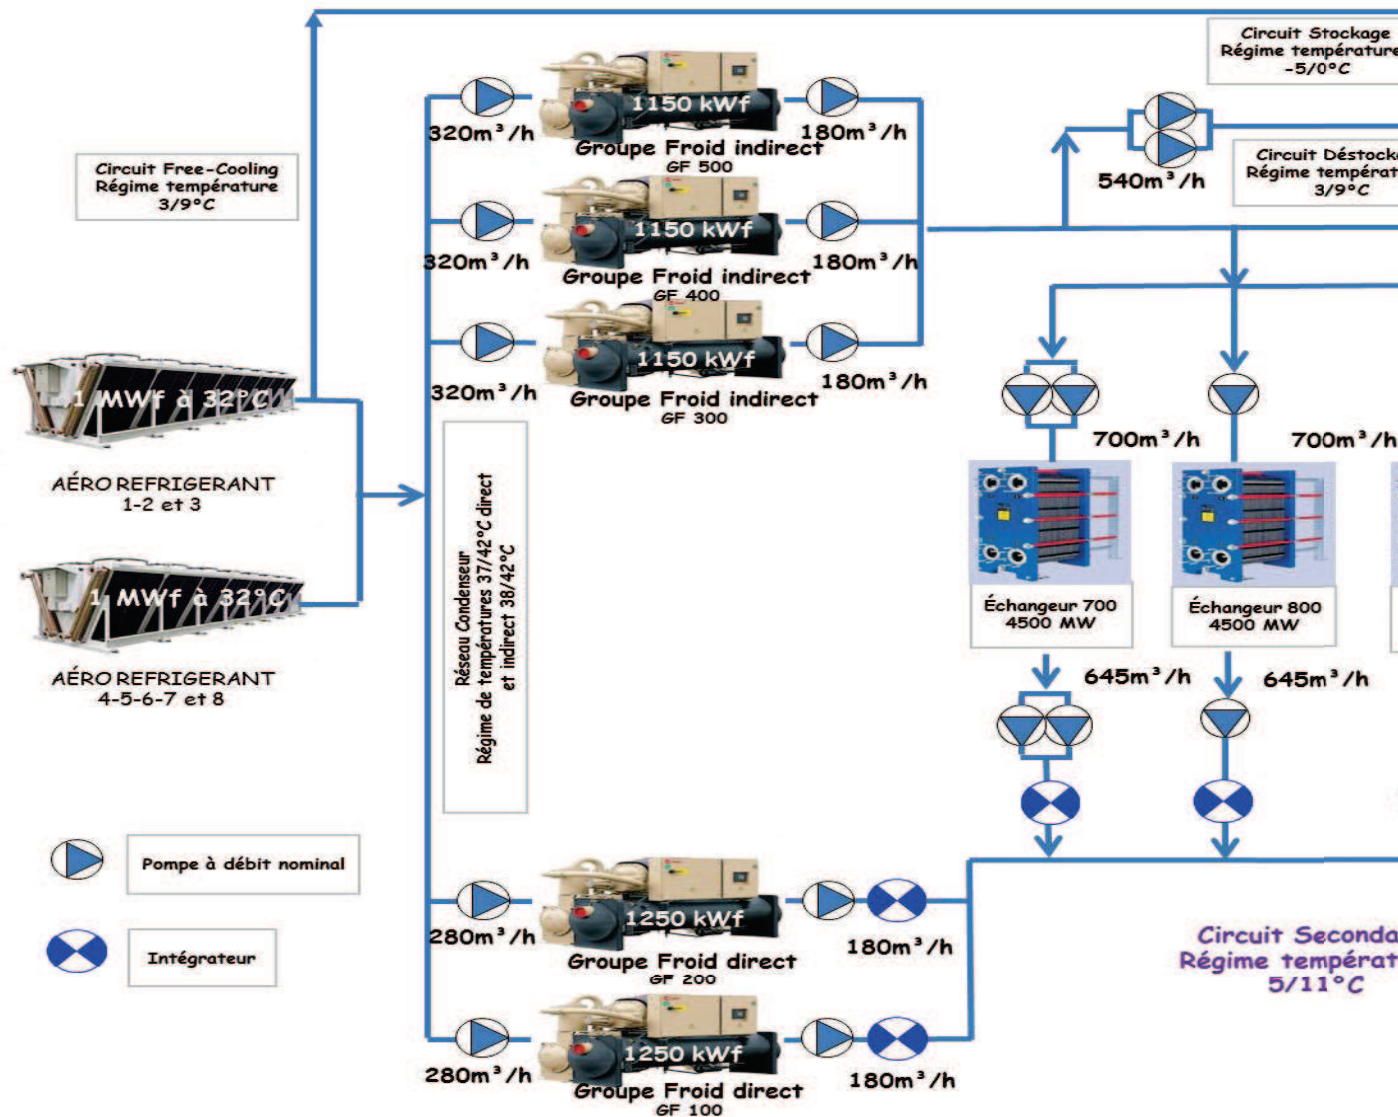 Circuit Stockage
Régime température
-5/0°C
1150 kWf
320m³/h
180m³/h
Groupe Froid indirect
GF 500
Circuit Free-Cooling
Régime température
3/9°C
540m³/h
Circuit
Régime
3/9°C
1150 kWf
320m³/h
180m³/h
Groupe Froid indirect
GF 400
1150 kWf
320m³/h
180m³/h
Groupe Froid indirect
GF 300
1 MWf à 32°C
AÉRO REFRIGERANT
1-2 et 3
1 MWf à 32°C
AÉRO REFRIGERANT
4-5-6-7 et 8
Réseau Condenseur
Régime de températures 37/42°C direct
et indirect 38/42°C
700m³/h
700m³/h
Échangeur 700
4500 MW
Échangeur 800
4500 MW
645m³/h
645m³/h
Pompe à débit nominal
Intégrateur
1250 kWf
280m³/h
180m³/h
Groupe Froid direct
GF 200
1250 kWf
280m³/h
180m³/h
Groupe Froid direct
GF 100
Circuit
Régime
5/11°C